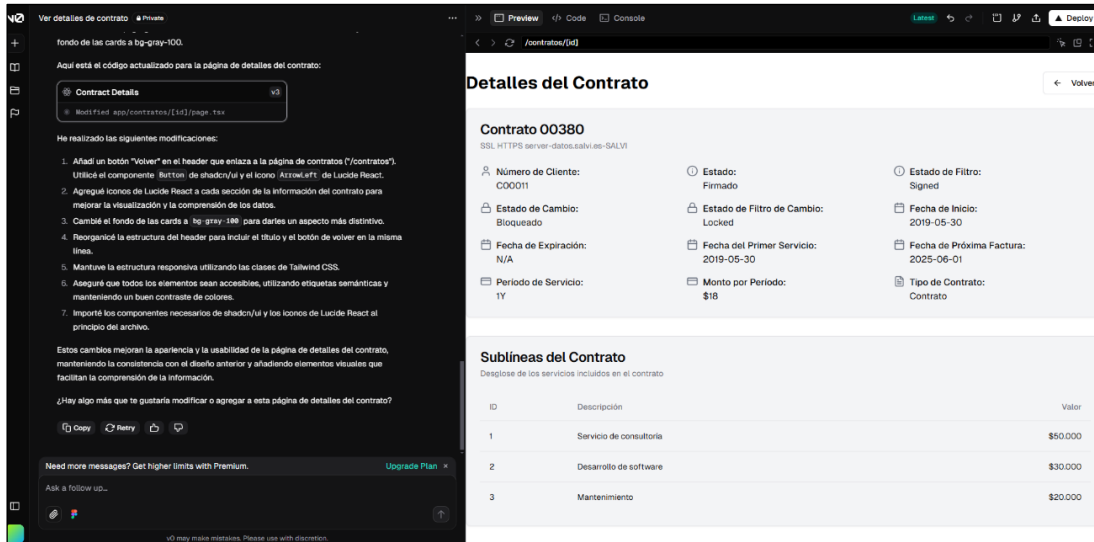 v0
Ver detalles de contrato
Private
fondo de las cards a bg-gray-100.
Aquí está el código actualizado para la página de detalles del contrato:
Contract Details
v3
Modified app/contratos/[id]/page.tsx
He realizado las siguientes modificaciones:
1. Añadí un botón "Volver" en el header que enlaza a la página de contratos ("/contratos").
Utilicé el componente Button de shadcn/ui y el icono ArrowLeft de Lucide React.
2. Agregué iconos de Lucide React a cada sección de la información del contrato para
mejorar la visualización y la comprensión de los datos.
3. Cambié el fondo de las cards a bg-gray-100 para darles un aspecto más distintivo.
4. Reorganicé la estructura del header para incluir el título y el botón de volver en la misma
línea.
5. Mantuve la estructura responsiva utilizando las clases de Tailwind CSS.
6. Aseguré que todos los elementos sean accesibles, utilizando etiquetas semánticas y
manteniendo un buen contraste de colores.
7. Importé los componentes necesarios de shadcn/ui y los iconos de Lucide React al
principio del archivo.
Estos cambios mejoran la apariencia y la usabilidad de la página de detalles del contrato,
manteniendo la consistencia con el diseño anterior y añadiendo elementos visuales que
facilitan la comprensión de la información.
¿Hay algo más que te gustaría modificar o agregar a esta página de detalles del contrato?
Copy
Retry
Need more messages? Get higher limits with Premium.
Upgrade Plan
Ask a follow up...
v0 may make mistakes. Please use with discretion.
Preview
Code
Console
Latest
Deploy
/contratos/[id]
Detalles del Contrato
Volver
Contrato 00380
SSL HTTPS server-datos.salvi.es-SALVI
Número de Cliente:
C00011
Estado:
Firmado
Estado de Filtro:
Signed
Estado de Cambio:
Bloqueado
Estado de Filtro de Cambio:
Locked
Fecha de Inicio:
2019-05-30
Fecha de Expiración:
N/A
Fecha del Primer Servicio:
2019-05-30
Fecha de Próxima Factura:
2025-06-01
Período de Servicio:
1Y
Monto por Período:
$18
Tipo de Contrato:
Contrato
Sublíneas del Contrato
Desglose de los servicios incluidos en el contrato
ID Descripción Valor
1 Servicio de consultoría $50.000
2 Desarrollo de software $30.000
3 Mantenimiento $20.000